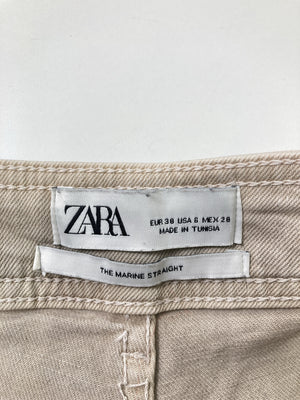 ZARA
EUR 38 USA 6 MEX 28
MADE IN TUNISIA
THE MARINE STRAIGHT